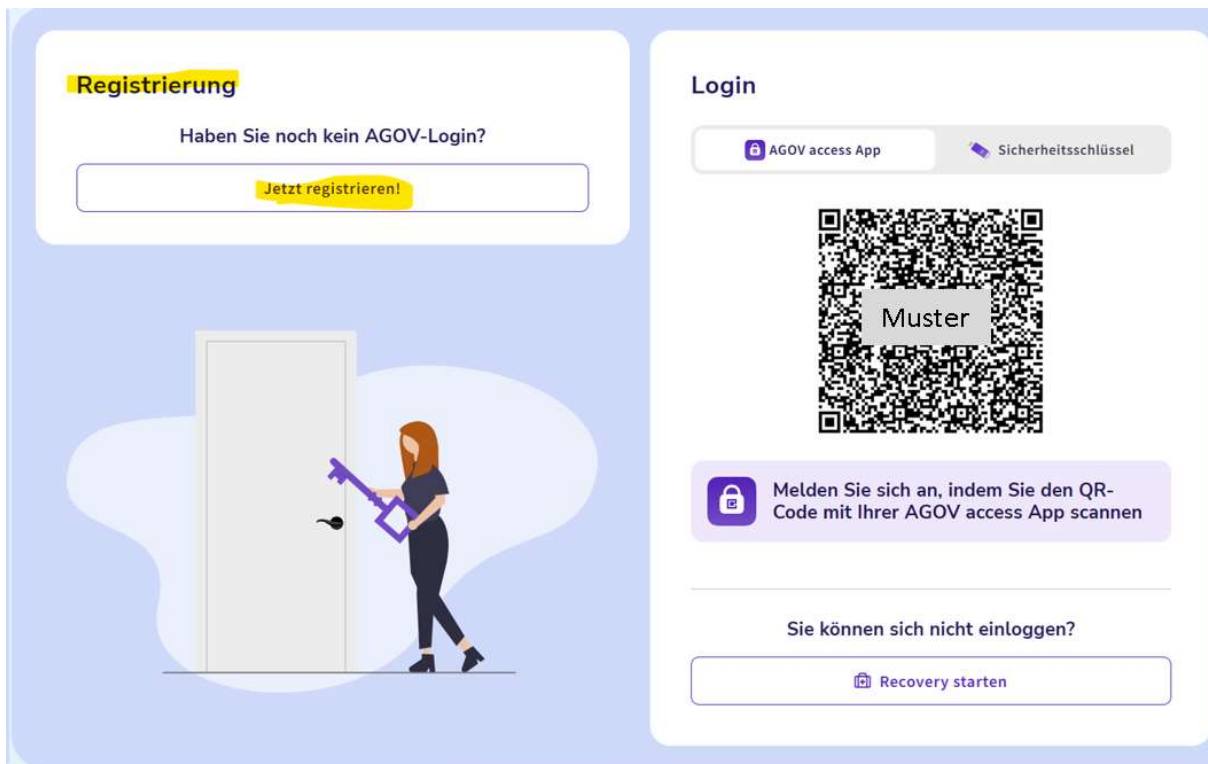 Registrierung
Haben Sie noch kein AGOV-Login?
Jetzt registrieren!
Login
AGOV access App
Sicherheitsschlüssel
Muster
Melden Sie sich an, indem Sie den QR-
Code mit Ihrer AGOV access App scannen
Sie können sich nicht einloggen?
Recovery starten